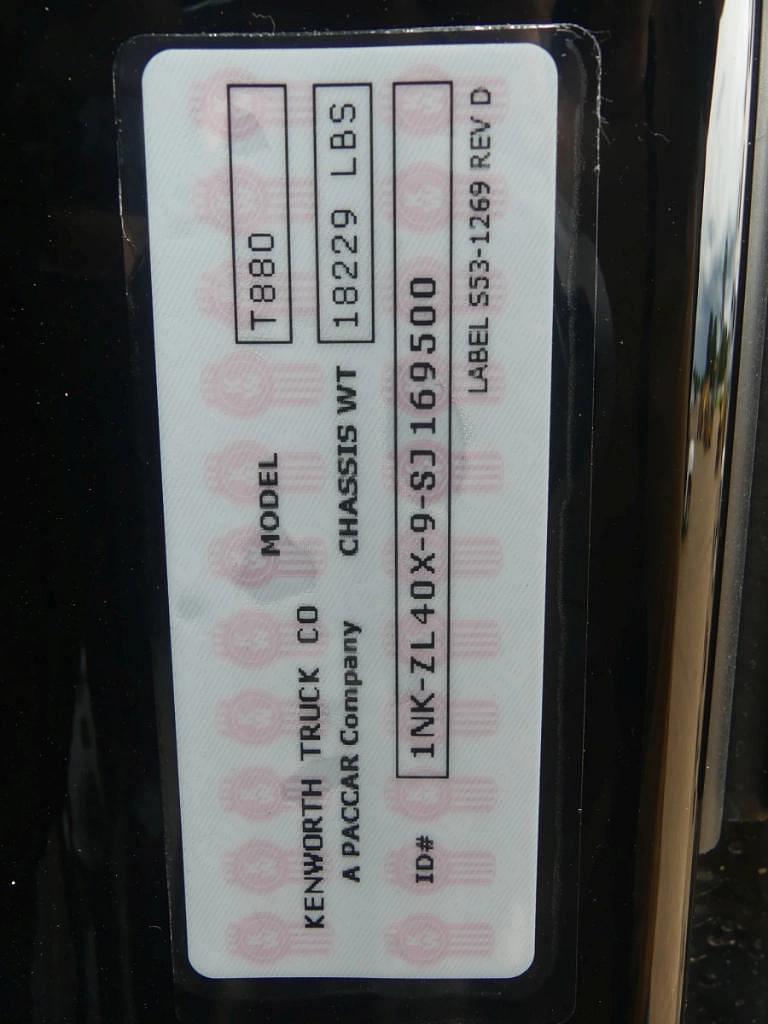 MODEL T880
KENWORTH TRUCK CO
A PACCAR Company CHASSIS WT 18229 LBS
ID# 1NK-ZL40X-9-SJ169500
LABEL S53-1269 REV D